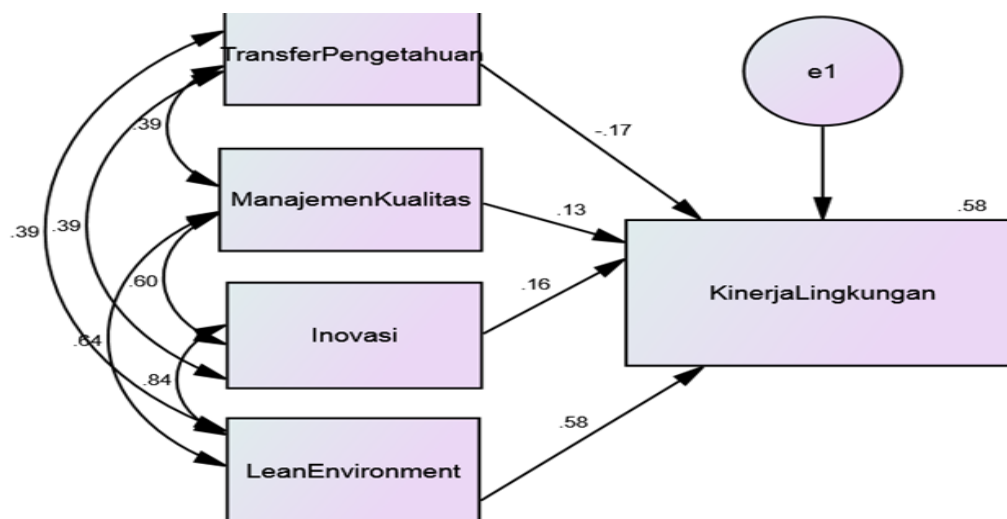 TransferPengetahuan
e1
.39
-.17
ManajemenKualitas
.13
.58
.39
.39
KinerjaLingkungan
.60
.16
Inovasi
.64
.84
.58
LeanEnvironment